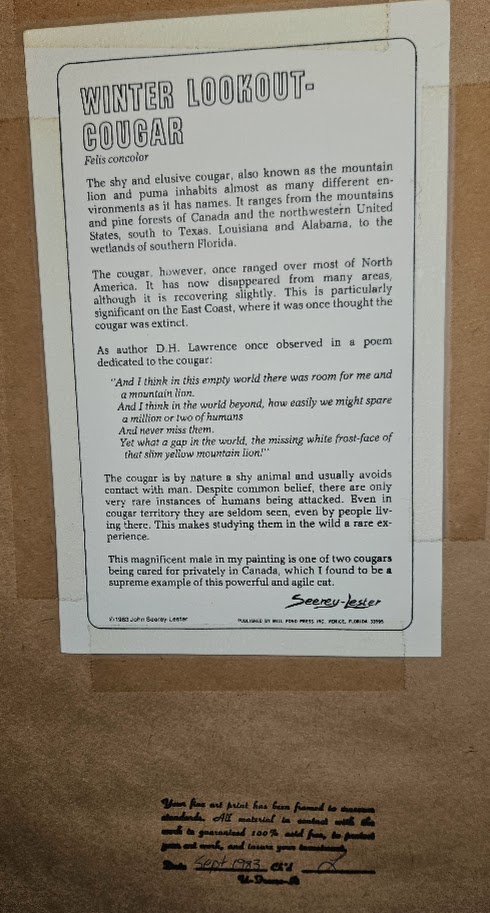 WINTER LOOKOUT-
COUGAR
Felis concolor
The shy and elusive cougar, also known as the mountain
lion and puma inhabits almost as many different en-
vironments as it has names. It ranges from the mountains
and pine forests of Canada and the northwestern United
States, south to Texas. Louisiana and Alabama, to the
wetlands of southern Florida.
The cougar, however, once ranged over most of North
America. It has now disappeared from many areas,
although it is recovering slightly. This is particularly
significant on the East Coast, where it was once thought the
cougar was extinct.
As author D.H. Lawrence once observed in a poem
dedicated to the cougar:
"And I think in this empty world there was room for me and
a mountain lion.
And I think in the world beyond, how easily we might spare
a million or two of humans
And never miss them.
Yet what a gap in the world, the missing white frost-face of
that slim yellow mountain lion!"
The cougar is by nature a shy animal and usually avoids
contact with man. Despite common belief, there are only
very rare instances of humans being attacked. Even in
cougar territory they are seldom seen, even by people liv-
ing there. This makes studying them in the wild a rare ex-
perience.
This magnificent male in my painting is one of two cougars
being cared for privately in Canada, which I found to be a
supreme example of this powerful and agile cat.
Seerey-Lester
©1983 John Seerey-Lester
PUBLISHED BY MILL POND PRESS INC. VENICE, FLORIDA 33595
Your fine art print has been framed to museum
standards. All material in contact with the
work is guaranteed 100% acid free, to protect
your art work, and insure your investment.
Date Sept 1983 Ck'd
U-Frame-It